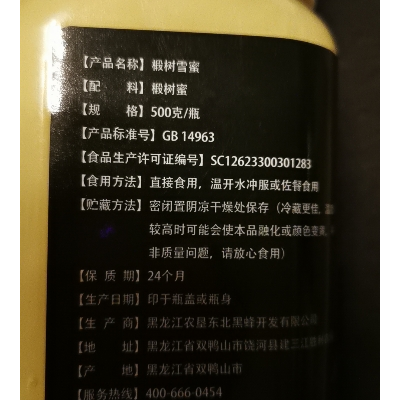 【产品名称】椴树雪蜜
【配 料】椴树蜜
【规 格】500克/瓶
【产品标准号】GB 14963
【食品生产许可证编号】SC12623300301283
【食用方法】直接食用，温开水冲服或佐餐食用
【贮藏方法】密闭置阴凉干燥处保存（冷藏更佳，温
较高时可能会使本品融化或颜色变
非质量问题，请放心食用）
【保 质 期】24个月
【生产日期】印于瓶盖或瓶身
【生 产 商】黑龙江农垦东北黑蜂开发有限公司
【地 址】黑龙江省双鸭山市饶河县建三江
【产 地】黑龙江省双鸭山市
【服务热线】400-666-0454